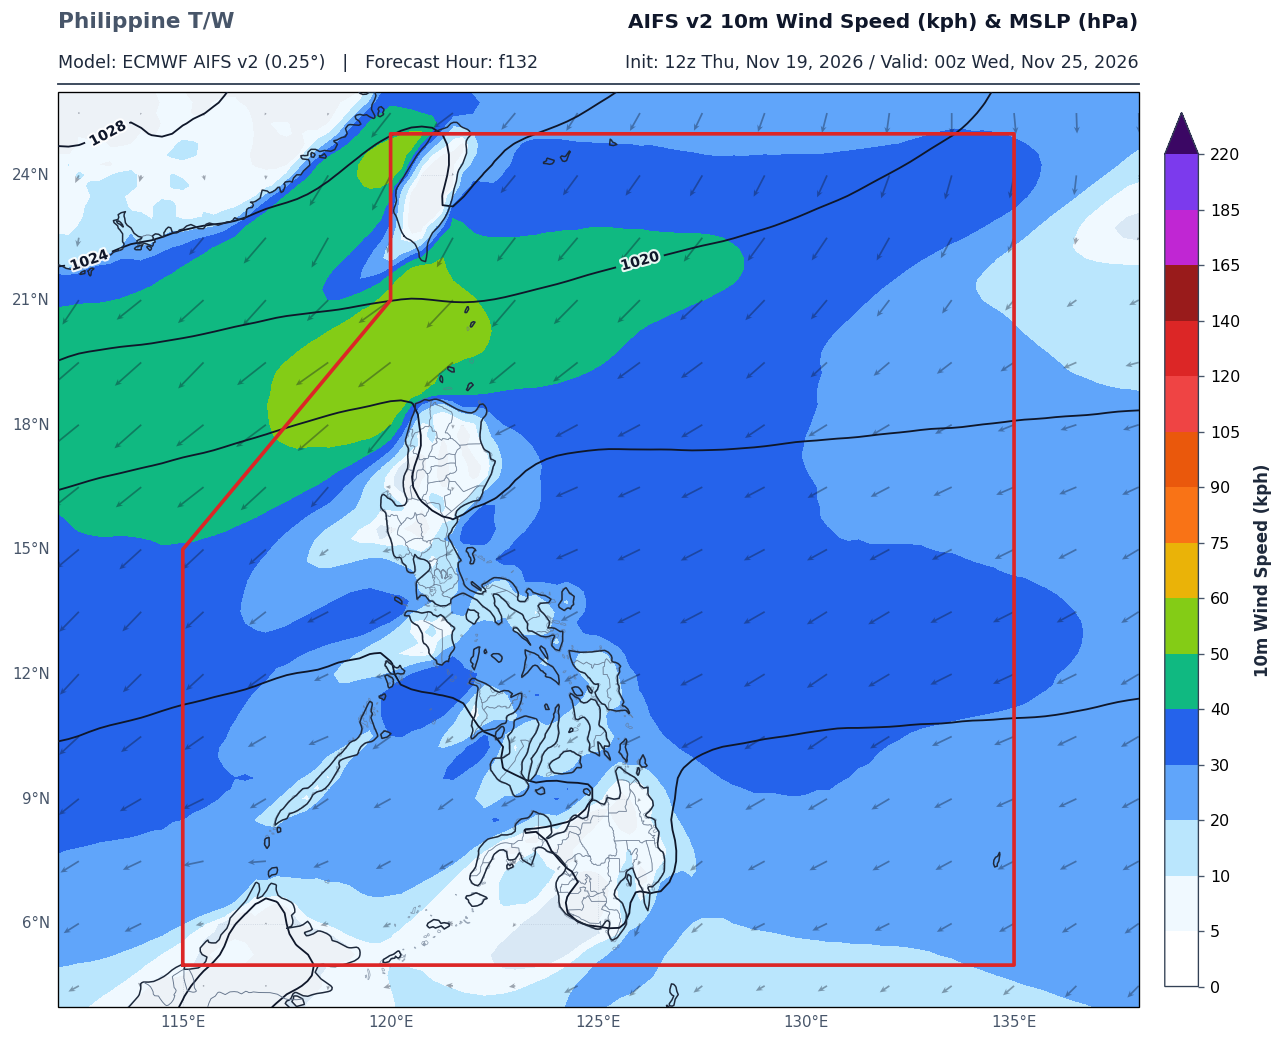 Philippine T/W
AIFS v2 10m Wind Speed (kph) & MSLP (hPa)
Model: ECMWF AIFS v2 (0.25°) | Forecast Hour: f132
Init: 12z Thu, Nov 19, 2026 / Valid: 00z Wed, Nov 25, 2026
1028
1024
1020
24°N
21°N
18°N
15°N
12°N
9°N
6°N
115°E
120°E
125°E
130°E
135°E
220
185
165
140
120
105
90
75
60
50
40
30
20
10
5
0
10m Wind Speed (kph)